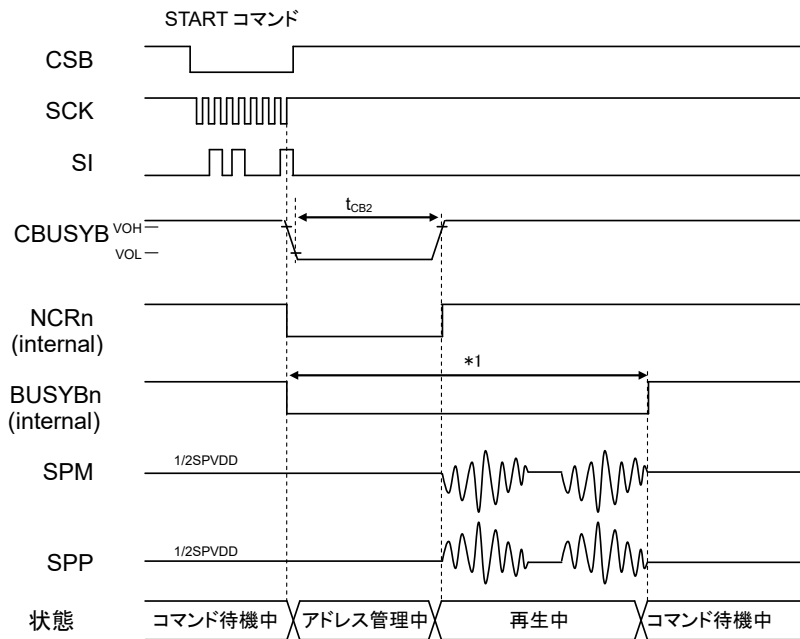 START コマンド
CSB
SCK
SI
CBUSYB
VOH
VOL
tCB2
NCRn
(internal)
*1
BUSYBn
(internal)
SPM
1/2SPVDD
SPP
1/2SPVDD
状態
コマンド待機中
アドレス管理中
再生中
コマンド待機中